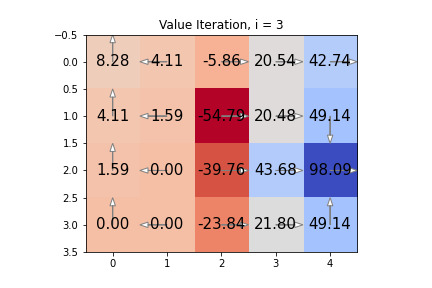 Value Iteration, i = 3
−0.5
0.0 8.28 4.11 -5.86 20.54 42.74
0.5
1.0 4.11 1.59 -54.79 20.48 49.14
1.5
2.0 1.59 0.00 -39.76 43.68 98.09
2.5
3.0 0.00 0.00 -23.84 21.80 49.14
3.5
0 1 2 3 4